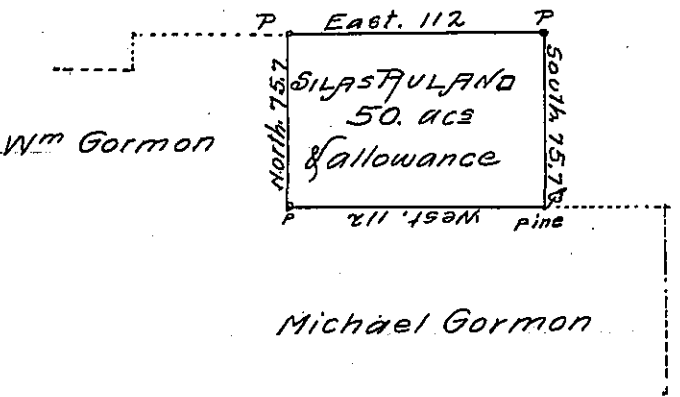 P East. 112 P
North. 75.7
South 75.7
SILAS AULAND
50. acs
& allowance
Wm Gormon
P West. 112 Pine
Michael Gormon